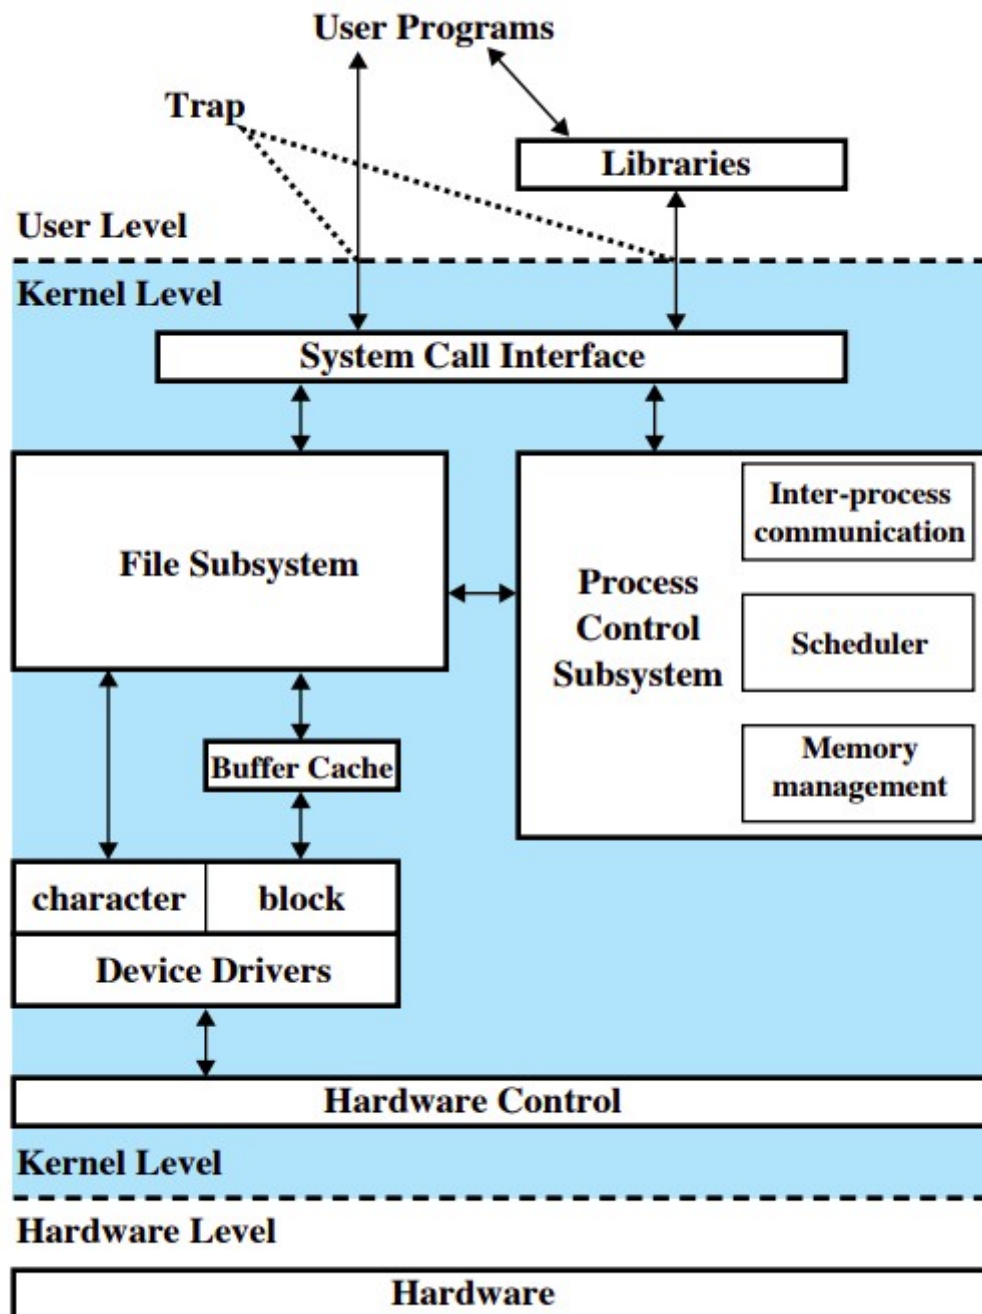 User Programs
Trap
Libraries
User Level
Kernel Level
System Call Interface
File Subsystem
Inter-process
communication
Process
Control
Subsystem
Scheduler
Memory
management
Buffer Cache
character
block
Device Drivers
Hardware Control
Kernel Level
Hardware Level
Hardware